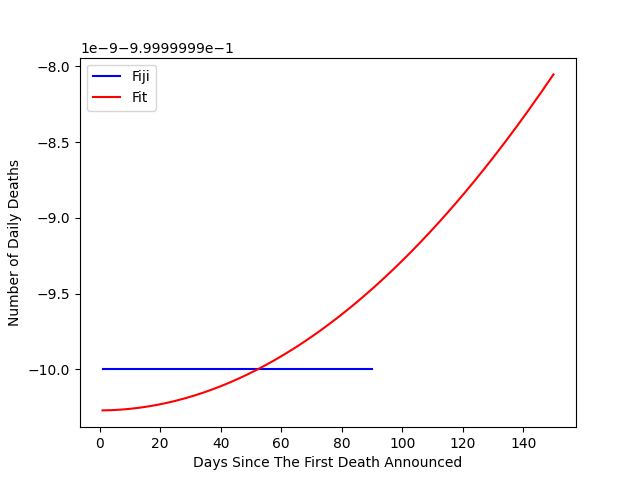 1e−9−9.9999999e−1
Fiji
Fit
−8.0
−8.5
−9.0
−9.5
−10.0
Number of Daily Deaths
0 20 40 60 80 100 120 140
Days Since The First Death Announced